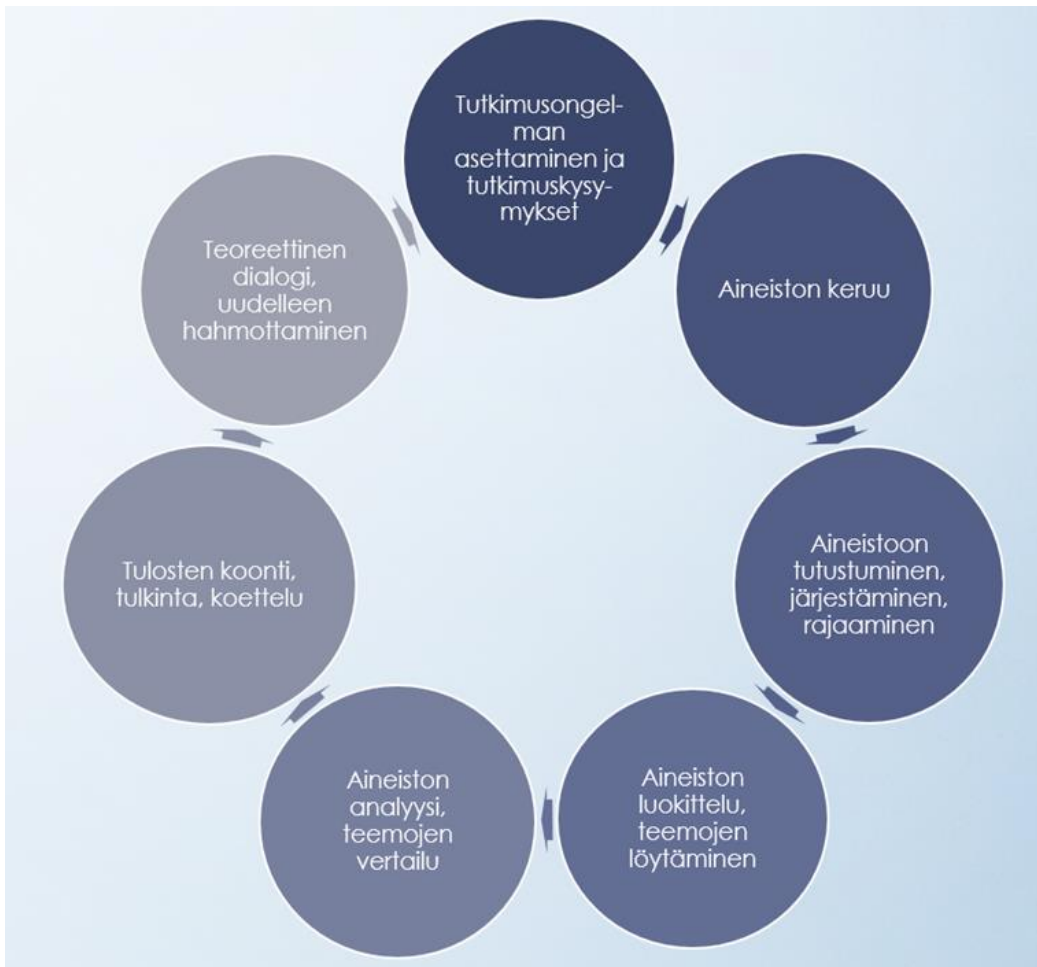 Tutkimusongel-
man
asettaminen ja
tutkimuskysy-
mykset
Aineiston keruu
Aineistoon
tutustuminen,
järjestäminen,
rajaaminen
Aineiston
luokittelu,
teemojen
löytäminen
Aineiston
analyysi,
teemojen
vertailu
Tulosten koonti,
tulkinta, koettelu
Teoreettinen
dialogi,
uudelleen
hahmottaminen